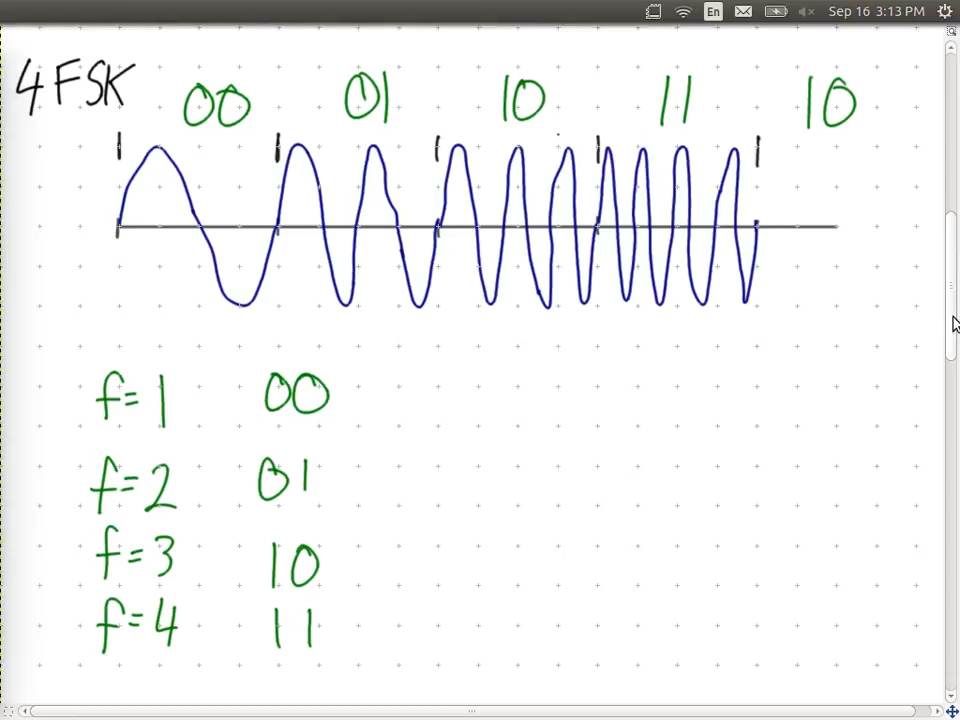 En Sep 16 3:13 PM
4FSK 00 01 10 11 10
f=1 00
f=2 01
f=3 10
f=4 11